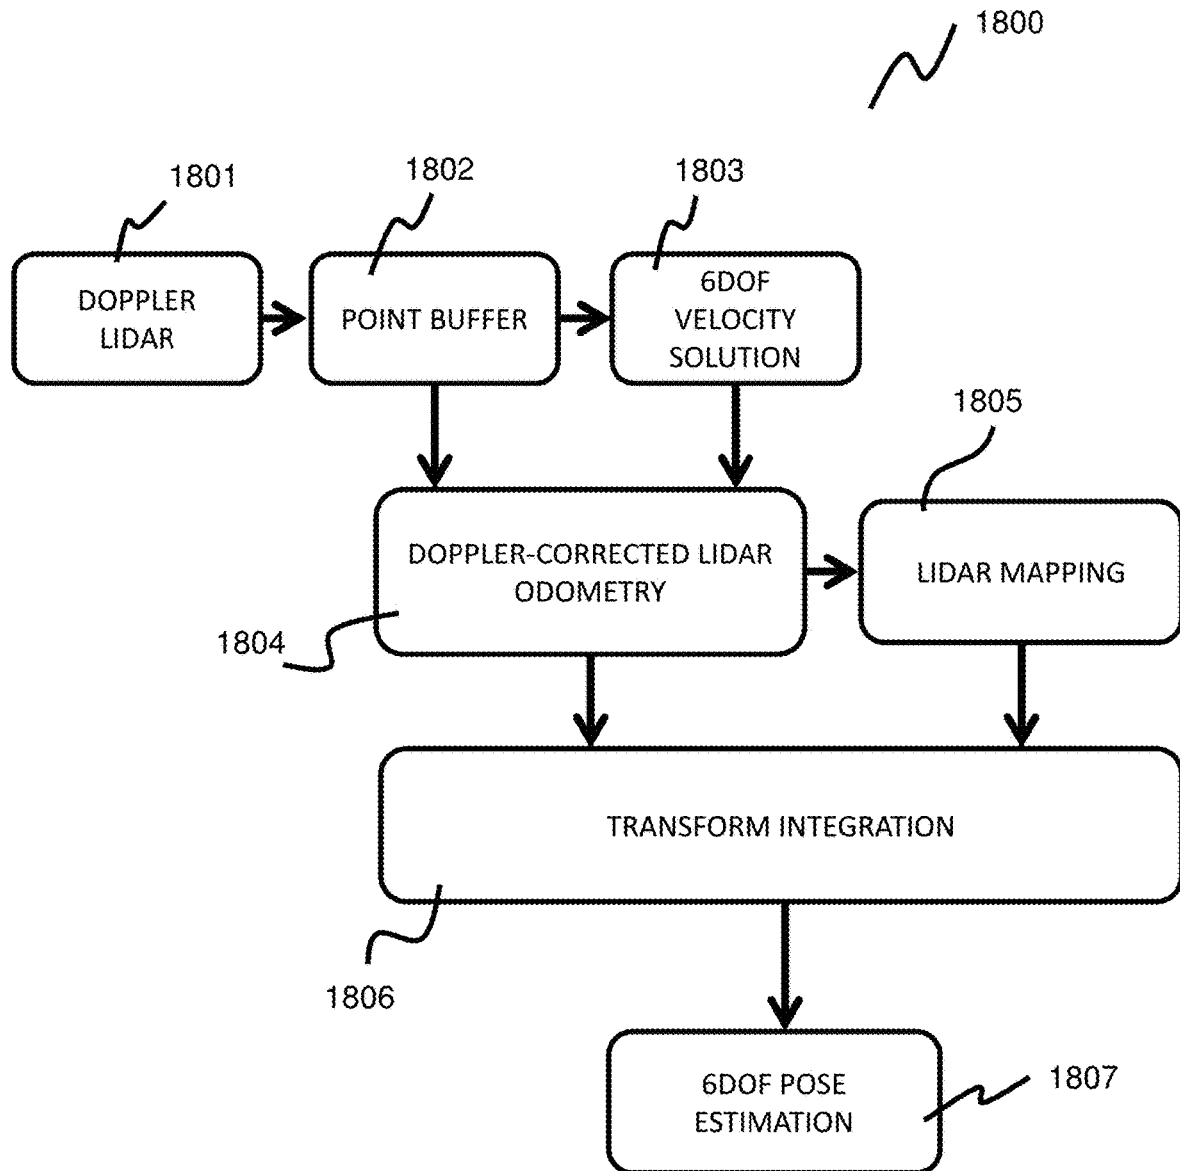 1800
1801
1802
1803
DOPPLER
LIDAR
POINT BUFFER
6DOF
VELOCITY
SOLUTION
1805
DOPPLER-CORRECTED LIDAR
ODOMETRY
LIDAR MAPPING
1804
TRANSFORM INTEGRATION
1806
6DOF POSE
ESTIMATION
1807